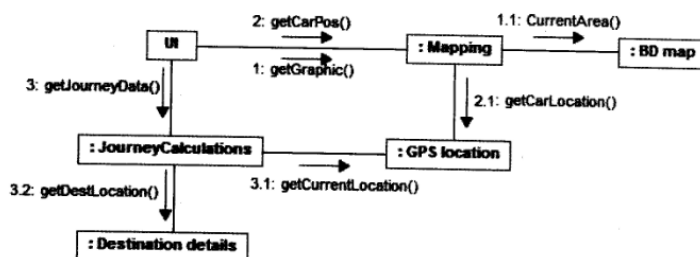 2: getCarPos()
1.1: CurrentArea()
UI
: Mapping
: BD map
1: getGraphic()
3: getJourneyData()
2.1: getCarLocation()
: JourneyCalculations
: GPS location
3.2: getDestLocation()
3.1: getCurrentLocation()
: Destination details